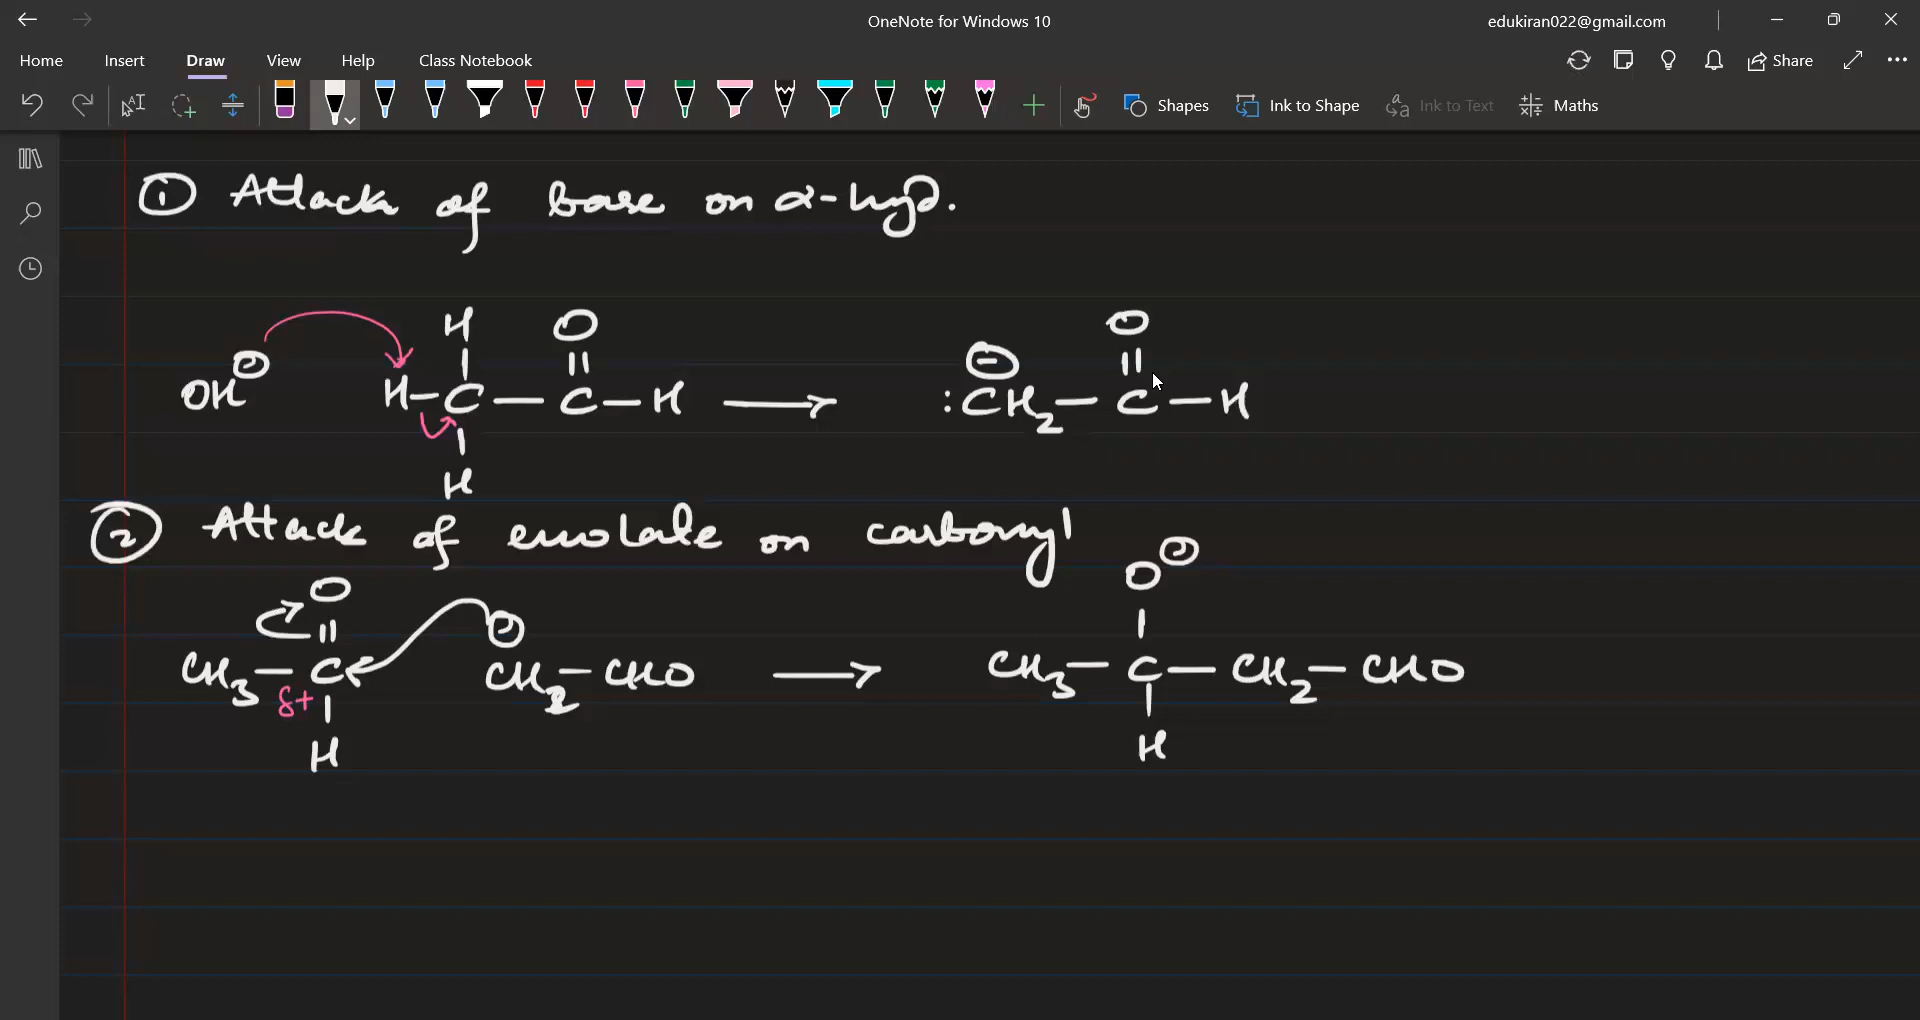 OneNote for Windows 10
edukiran022@gmail.com
Home Insert Draw View Help Class Notebook
Share
Shapes Ink to Shape Ink to Text Maths
① Attack of base on α-hyd.
H O O
|| ||
OH⊖ H-C — C — H ⟶ :⊖CH₂ — C — H
|
H
② Attack of enolate on carbonyl
O ⊖ O⊖
|| |
CH₃ — C CH₂ — CHO ⟶ CH₃ — C — CH₂ — CHO
δ+ | |
H H